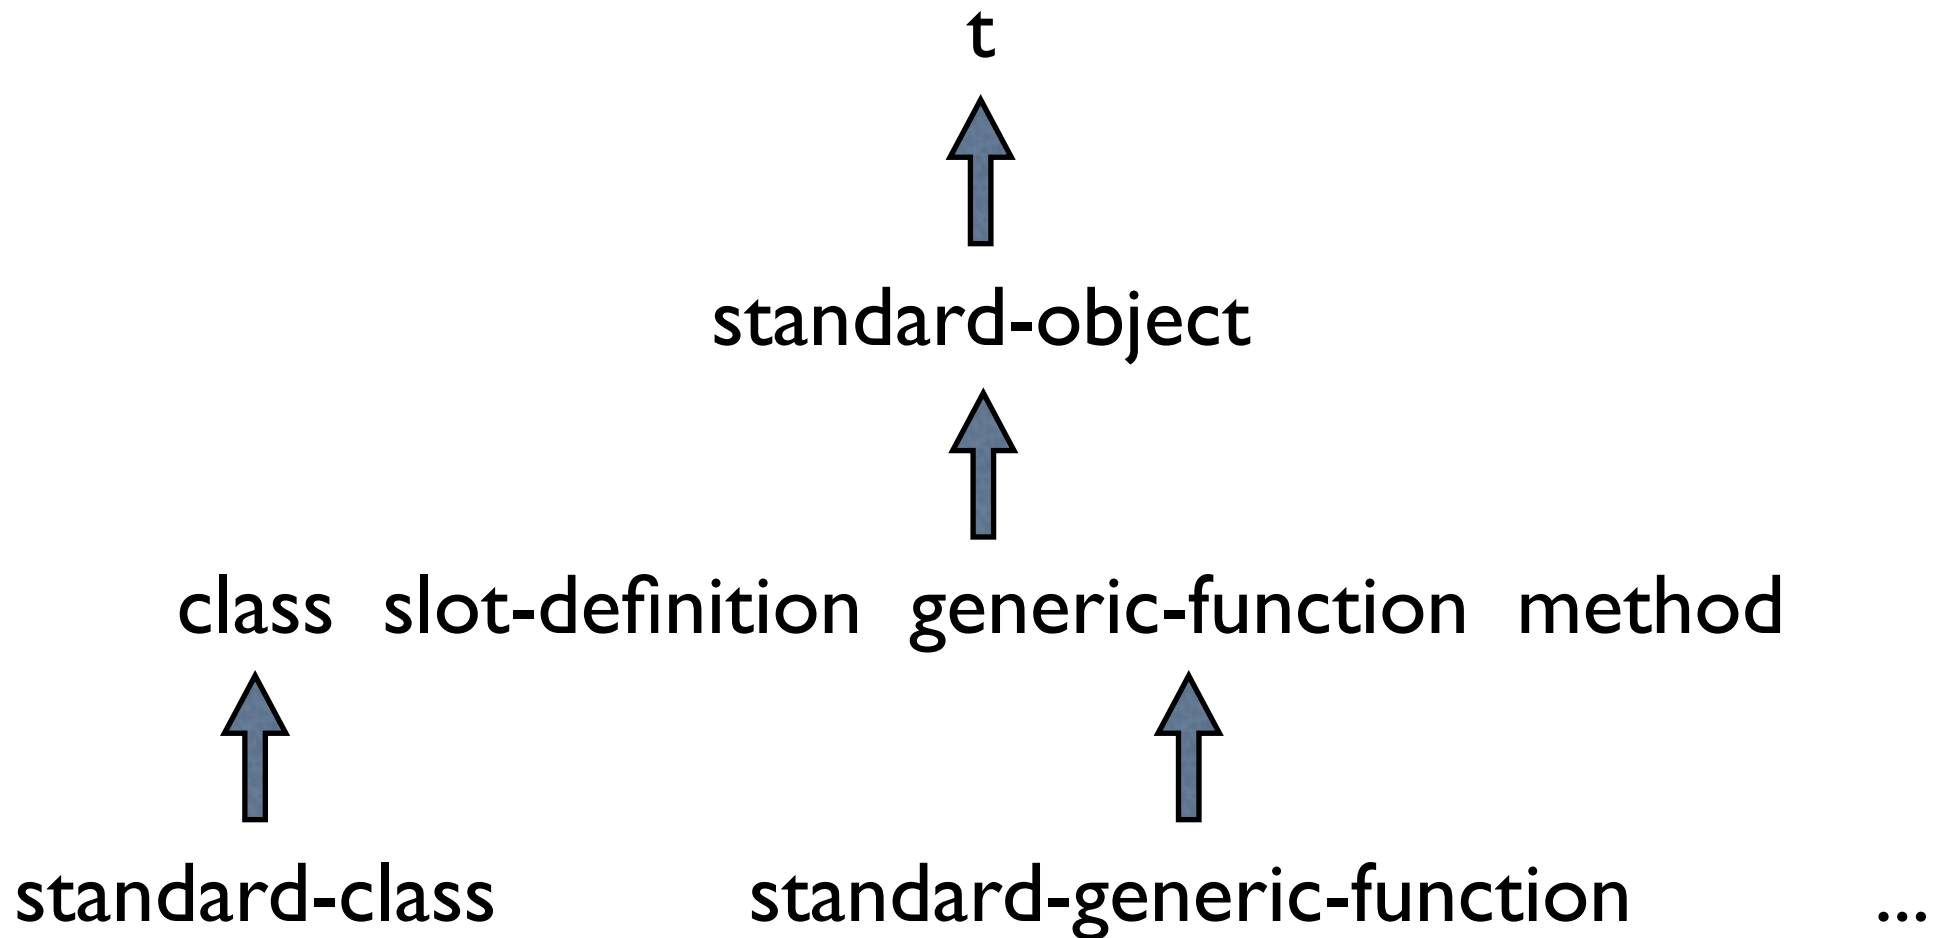 t
standard-object
class slot-definition generic-function method
standard-class standard-generic-function ...